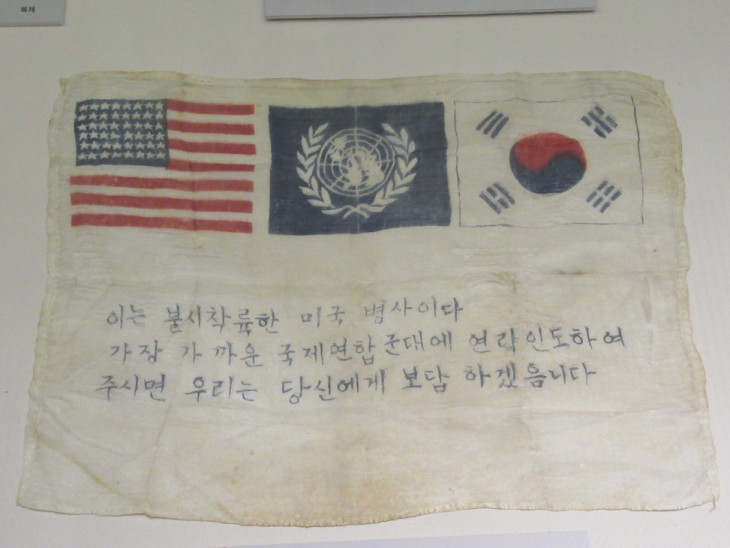 희제
이는 불시착륙한 미국 병사이다
가장 가까운 국제연합군대에 연락인도하여
주시면 우리는 당신에게 보답 하겠읍니다